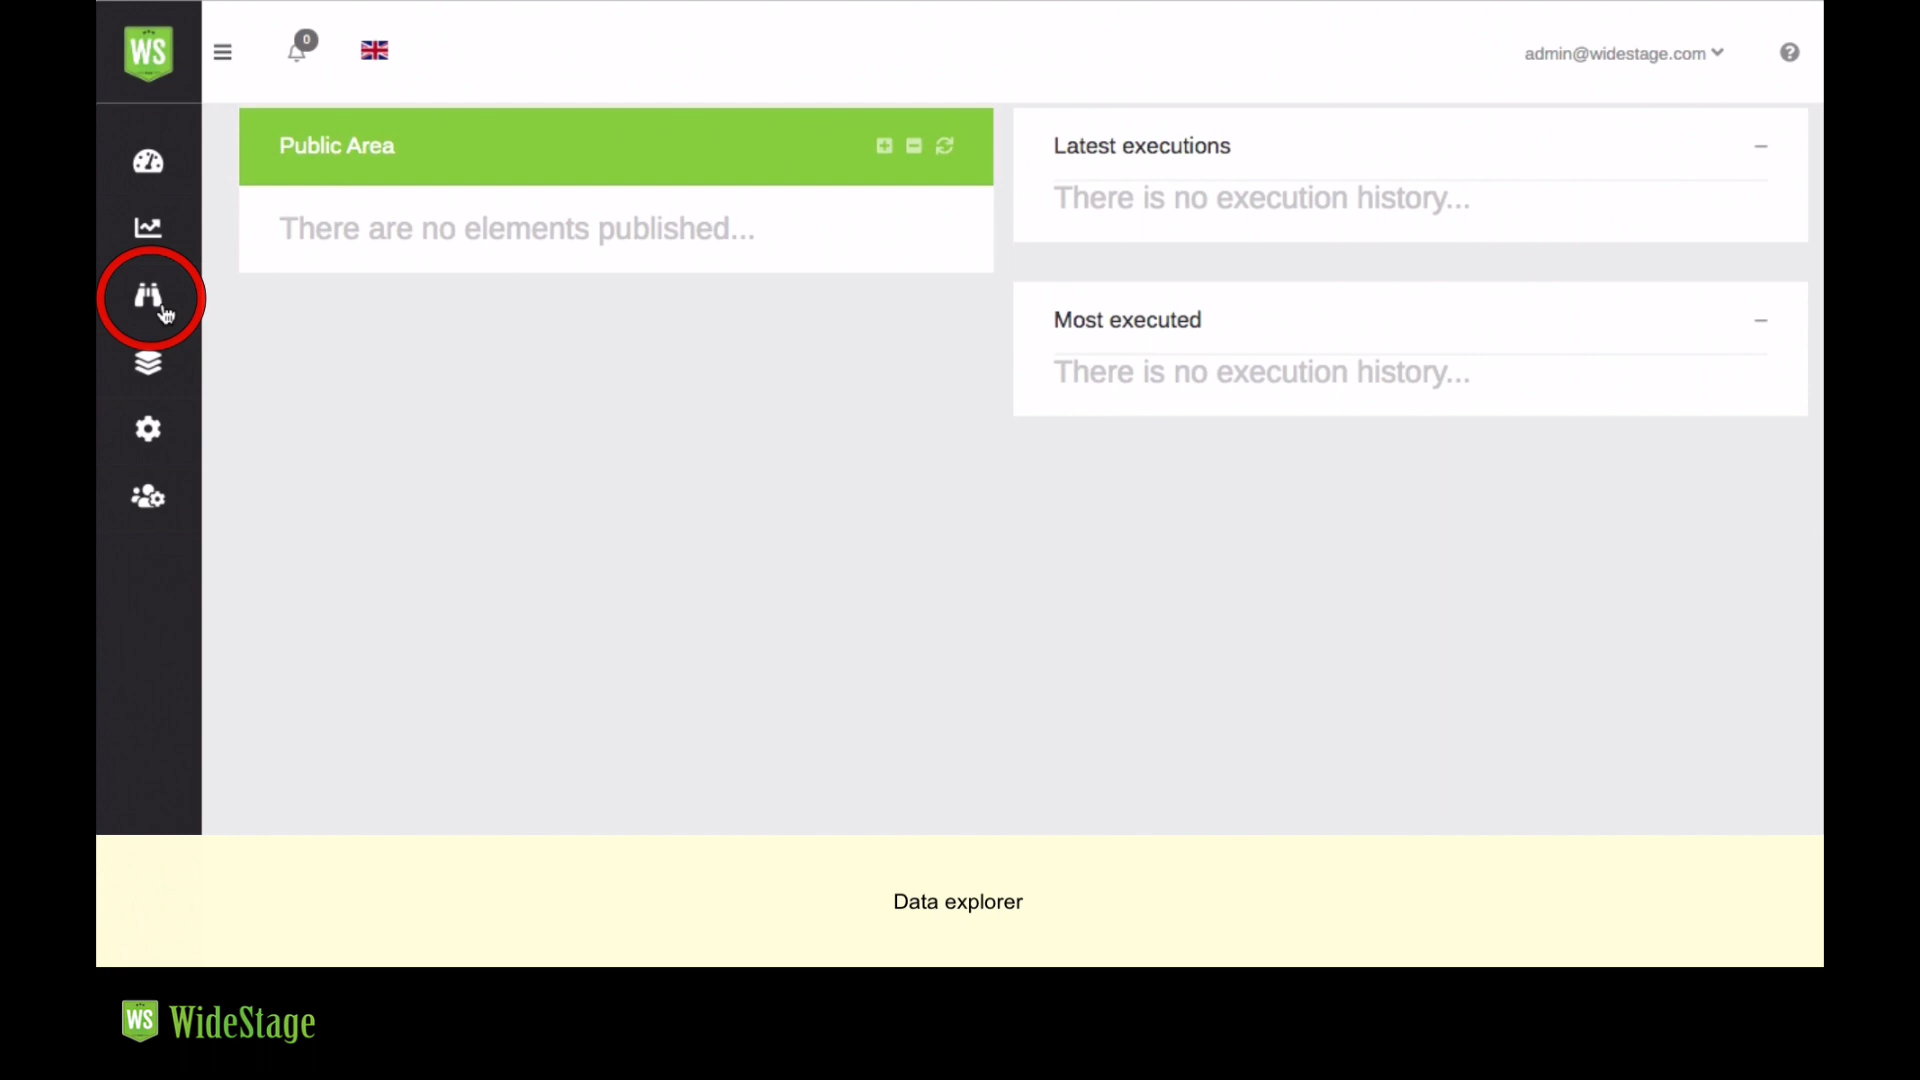 WS
0
admin@widestage.com
Public Area
There are no elements published...
Latest executions
There is no execution history...
Most executed
There is no execution history...
Data explorer
WS WideStage